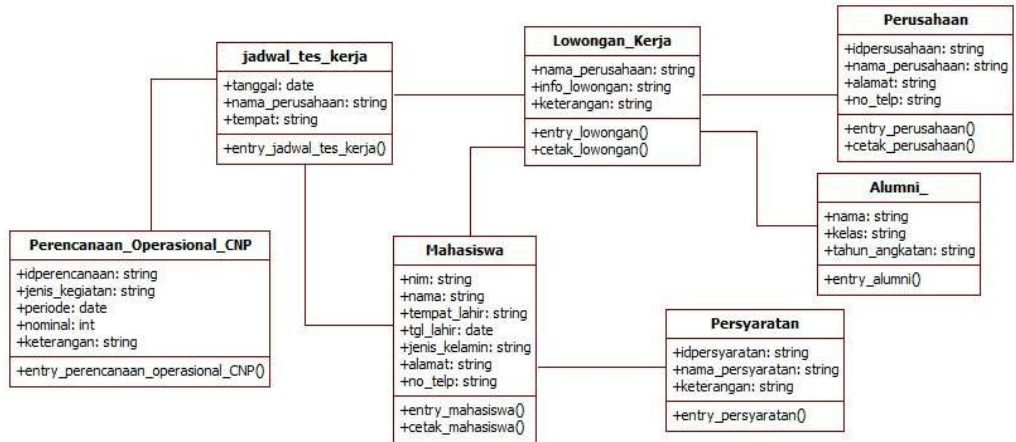 jadwal_tes_kerja
+tanggal: date
+nama_perusahaan: string
+tempat: string
+entry_jadwal_tes_kerja()
Lowongan_Kerja
+nama_perusahaan: string
+info_lowongan: string
+keterangan: string
+entry_lowongan()
+cetak_lowongan()
Perusahaan
+idpersusahaan: string
+nama_perusahaan: string
+alamat: string
+no_telp: string
+entry_perusahaan()
+cetak_perusahaan()
Alumni_
+nama: string
+kelas: string
+tahun_angkatan: string
+entry_alumni()
Perencanaan_Operasional_CNP
+idperencanaan: string
+jenis_kegiatan: string
+periode: date
+nominal: int
+keterangan: string
+entry_perencanaan_operasional_CNP()
Mahasiswa
+nim: string
+nama: string
+tempat_lahir: string
+tgl_lahir: date
+jenis_kelamin: string
+alamat: string
+no_telp: string
+entry_mahasiswa()
+cetak_mahasiswa()
Persyaratan
+idpersyaratan: string
+nama_persyaratan: string
+keterangan: string
+entry_persyaratan()